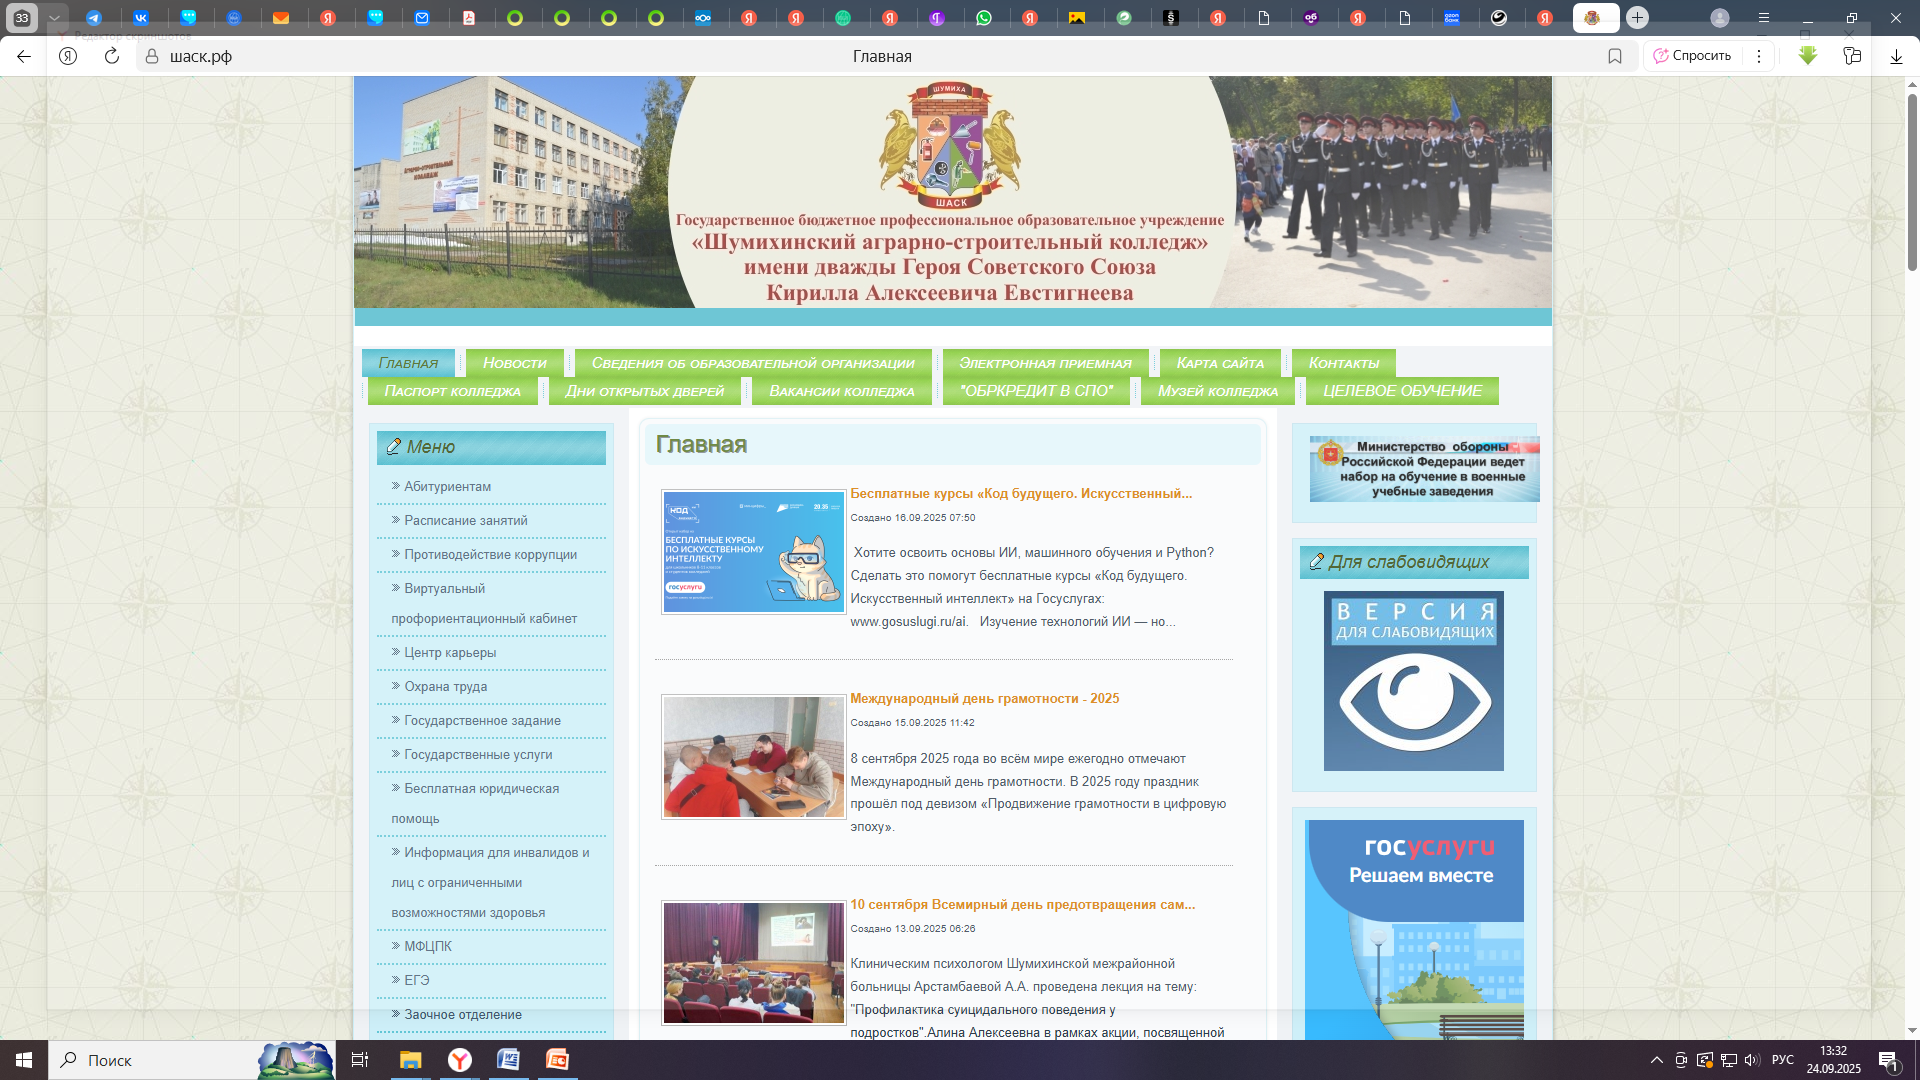 33
Редактор скриншотов
шаск.рф
Главная
Спросить
ШУМИХА
ШАСК
АГРАРНО-СТРОИТЕЛЬНЫЙ
КОЛЛЕДЖ
Государственное бюджетное профессиональное образовательное учреждение
«Шумихинский аграрно-строительный колледж»
имени дважды Героя Советского Союза
Кирилла Алексеевича Евстигнеева
Главная
Новости
Сведения об образовательной организации
Электронная приемная
Карта сайта
Контакты
Паспорт колледжа
Дни открытых дверей
Вакансии колледжа
"ОБРКРЕДИТ В СПО"
Музей колледжа
ЦЕЛЕВОЕ ОБУЧЕНИЕ
Меню
Абитуриентам
Расписание занятий
Противодействие коррупции
Виртуальный
профориентационный кабинет
Центр карьеры
Охрана труда
Государственное задание
Государственные услуги
Бесплатная юридическая
помощь
Информация для инвалидов и
лиц с ограниченными
возможностями здоровья
МФЦПК
ЕГЭ
Заочное отделение
Главная
КОД
20.35
БЕСПЛАТНЫЕ КУРСЫ
ПО ИСКУССТВЕННОМУ
ИНТЕЛЛЕКТУ
госуслуги
Бесплатные курсы «Код будущего. Искусственный...
Создано 16.09.2025 07:50
Хотите освоить основы ИИ, машинного обучения и Python?
Сделать это помогут бесплатные курсы «Код будущего.
Искусственный интеллект» на Госуслугах:
www.gosuslugi.ru/ai. Изучение технологий ИИ — но...
Международный день грамотности - 2025
Создано 15.09.2025 11:42
8 сентября 2025 года во всём мире ежегодно отмечают
Международный день грамотности. В 2025 году праздник
прошёл под девизом «Продвижение грамотности в цифровую
эпоху».
10 сентября Всемирный день предотвращения сам...
Создано 13.09.2025 06:26
Клиническим психологом Шумихинской межрайонной
больницы Арстамбаевой А.А. проведена лекция на тему:
"Профилактика суицидального поведения у
подростков".Алина Алексеевна в рамках акции, посвященной
Министерство обороны
Российской Федерации ведет
набор на обучение в военные
учебные заведения
Для слабовидящих
ВЕРСИЯ
ДЛЯ СЛАБОВИДЯЩИХ
госуслуги
Решаем вместе
Поиск
РУС
13:32
24.09.2025
1